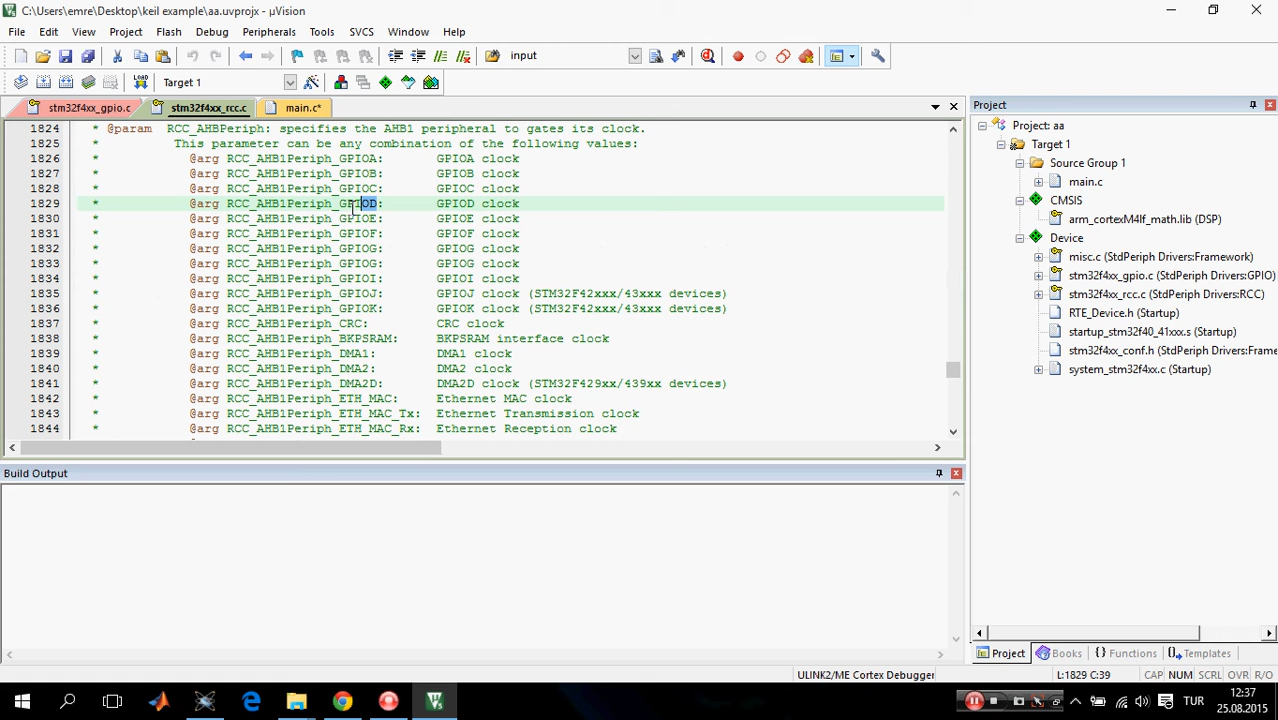 C:\Users\emre\Desktop\keil example\aa.uvprojx - µVision
File Edit View Project Flash Debug Peripherals Tools SVCS Window Help
input
LOAD Target 1
stm32f4xx_gpio.c stm32f4xx_rcc.c main.c*
1824 * @param RCC_AHBPeriph: specifies the AHB1 peripheral to gates its clock.
1825 * This parameter can be any combination of the following values:
1826 * @arg RCC_AHB1Periph_GPIOA: GPIOA clock
1827 * @arg RCC_AHB1Periph_GPIOB: GPIOB clock
1828 * @arg RCC_AHB1Periph_GPIOC: GPIOC clock
1829 * @arg RCC_AHB1Periph_GPIOD: GPIOD clock
1830 * @arg RCC_AHB1Periph_GPIOE: GPIOE clock
1831 * @arg RCC_AHB1Periph_GPIOF: GPIOF clock
1832 * @arg RCC_AHB1Periph_GPIOG: GPIOG clock
1833 * @arg RCC_AHB1Periph_GPIOG: GPIOG clock
1834 * @arg RCC_AHB1Periph_GPIOI: GPIOI clock
1835 * @arg RCC_AHB1Periph_GPIOJ: GPIOJ clock (STM32F42xxx/43xxx devices)
1836 * @arg RCC_AHB1Periph_GPIOK: GPIOK clock (STM32F42xxx/43xxx devices)
1837 * @arg RCC_AHB1Periph_CRC: CRC clock
1838 * @arg RCC_AHB1Periph_BKPSRAM: BKPSRAM interface clock
1839 * @arg RCC_AHB1Periph_DMA1: DMA1 clock
1840 * @arg RCC_AHB1Periph_DMA2: DMA2 clock
1841 * @arg RCC_AHB1Periph_DMA2D: DMA2D clock (STM32F429xx/439xx devices)
1842 * @arg RCC_AHB1Periph_ETH_MAC: Ethernet MAC clock
1843 * @arg RCC_AHB1Periph_ETH_MAC_Tx: Ethernet Transmission clock
1844 * @arg RCC_AHB1Periph_ETH_MAC_Rx: Ethernet Reception clock
Project
Project: aa
Target 1
Source Group 1
main.c
CMSIS
arm_cortexM4lf_math.lib (DSP)
Device
misc.c (StdPeriph Drivers:Framework)
stm32f4xx_gpio.c (StdPeriph Drivers:GPIO)
stm32f4xx_rcc.c (StdPeriph Drivers:RCC)
RTE_Device.h (Startup)
startup_stm32f40_41xxx.s (Startup)
stm32f4xx_conf.h (StdPeriph Drivers:Frame
system_stm32f4xx.c (Startup)
Project Books {} Functions Templates
Build Output
ULINK2/ME Cortex Debugger L:1829 C:39 CAP NUM SCRL OVR R/O
TUR
12:37
25.08.2015